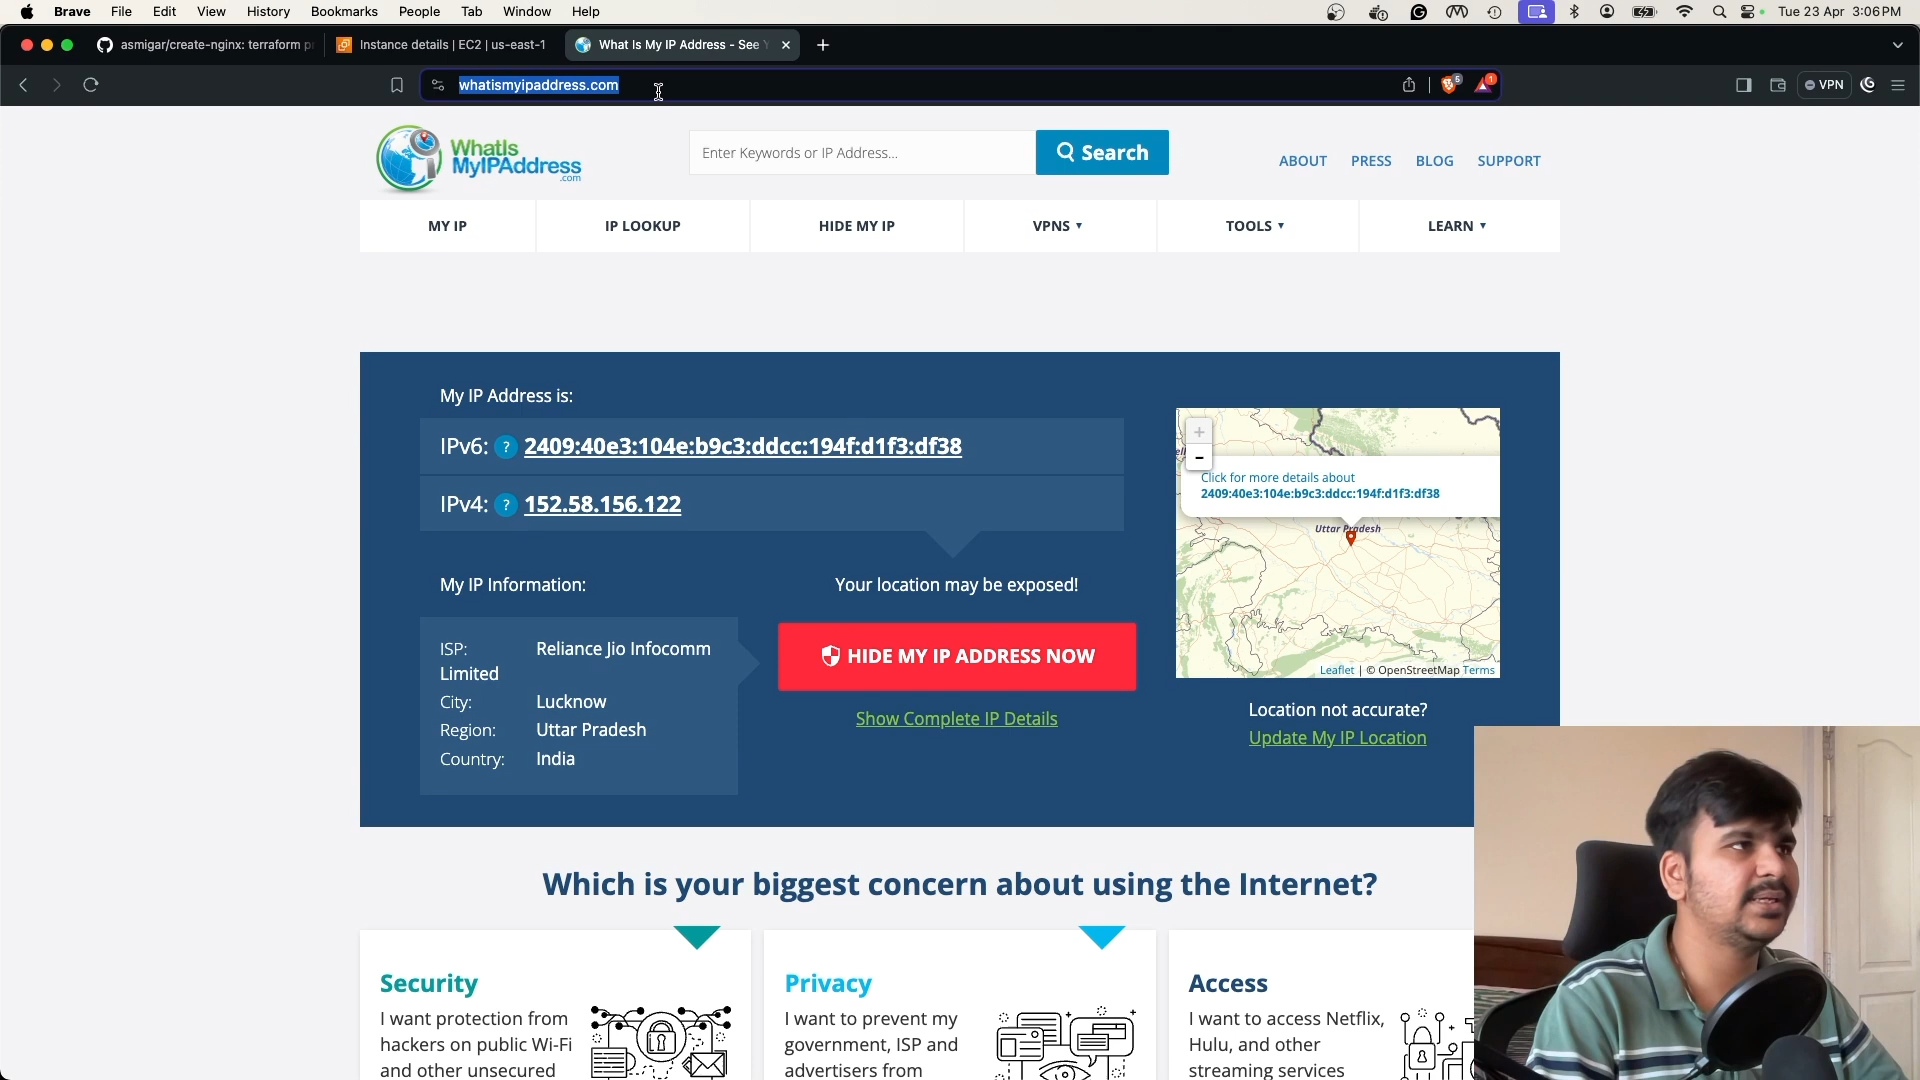 Brave File Edit View History Bookmarks People Tab Window Help Tue 23 Apr 3:06 PM
asmigar/create-nginx: terraform p Instance details | EC2 | us-east-1 What Is My IP Address - See Y
whatismyipaddress.com 5 1 VPN
WhatIs
MyIPAddress
.com
Enter Keywords or IP Address...
Search
ABOUT PRESS BLOG SUPPORT
MY IP IP LOOKUP HIDE MY IP VPNS TOOLS LEARN
My IP Address is:
IPv6: ? 2409:40e3:104e:b9c3:ddcc:194f:d1f3:df38
IPv4: ? 152.58.156.122
+
-
Click for more details about
2409:40e3:104e:b9c3:ddcc:194f:d1f3:df38
Uttar Pradesh
Leaflet | © OpenStreetMap Terms
My IP Information:
ISP: Reliance Jio Infocomm
Limited
City: Lucknow
Region: Uttar Pradesh
Country: India
Your location may be exposed!
HIDE MY IP ADDRESS NOW
Show Complete IP Details
Location not accurate?
Update My IP Location
Which is your biggest concern about using the Internet?
Security
I want protection from
hackers on public Wi-Fi
and other unsecured
Privacy
I want to prevent my
government, ISP and
advertisers from
Access
I want to access Netflix,
Hulu, and other
streaming services